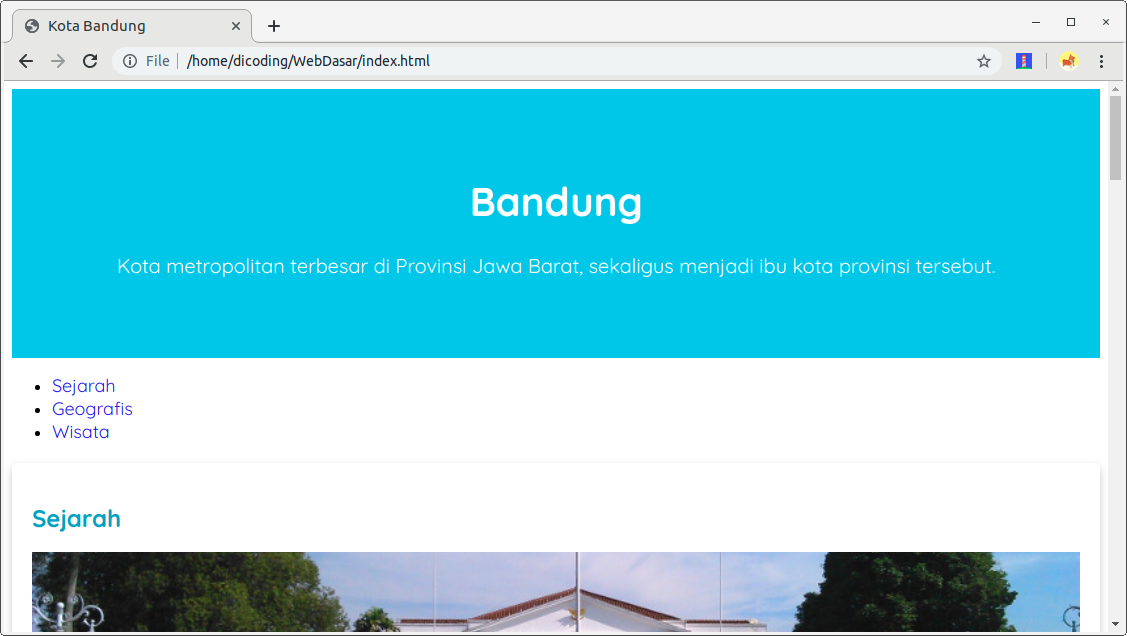 Kota Bandung
File
/home/dicoding/WebDasar/index.html
Bandung
Kota metropolitan terbesar di Provinsi Jawa Barat, sekaligus menjadi ibu kota provinsi tersebut.
Sejarah
Geografis
Wisata
Sejarah